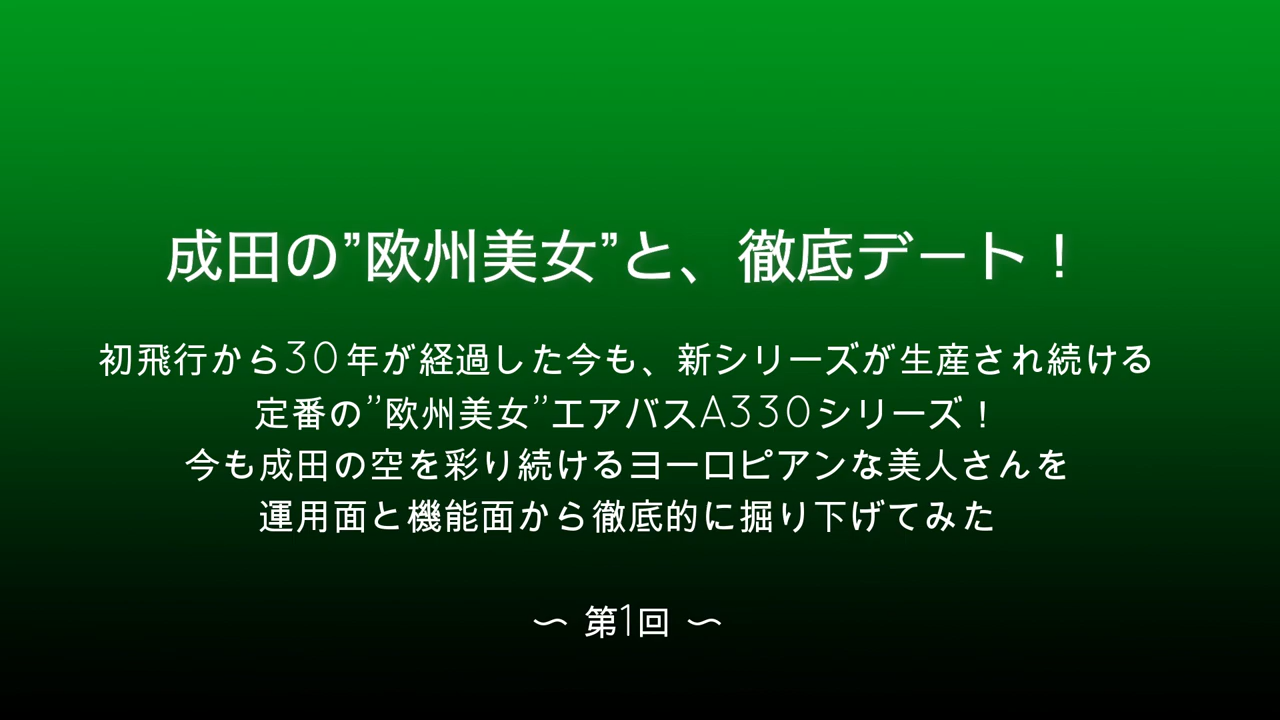 成田の”欧州美女”と、徹底デート！
初飛行から30年が経過した今も、新シリーズが生産され続ける
定番の”欧州美女”エアバスA330シリーズ！
今も成田の空を彩り続けるヨーロピアンな美人さんを
運用面と機能面から徹底的に掘り下げてみた
〜 第1回 〜